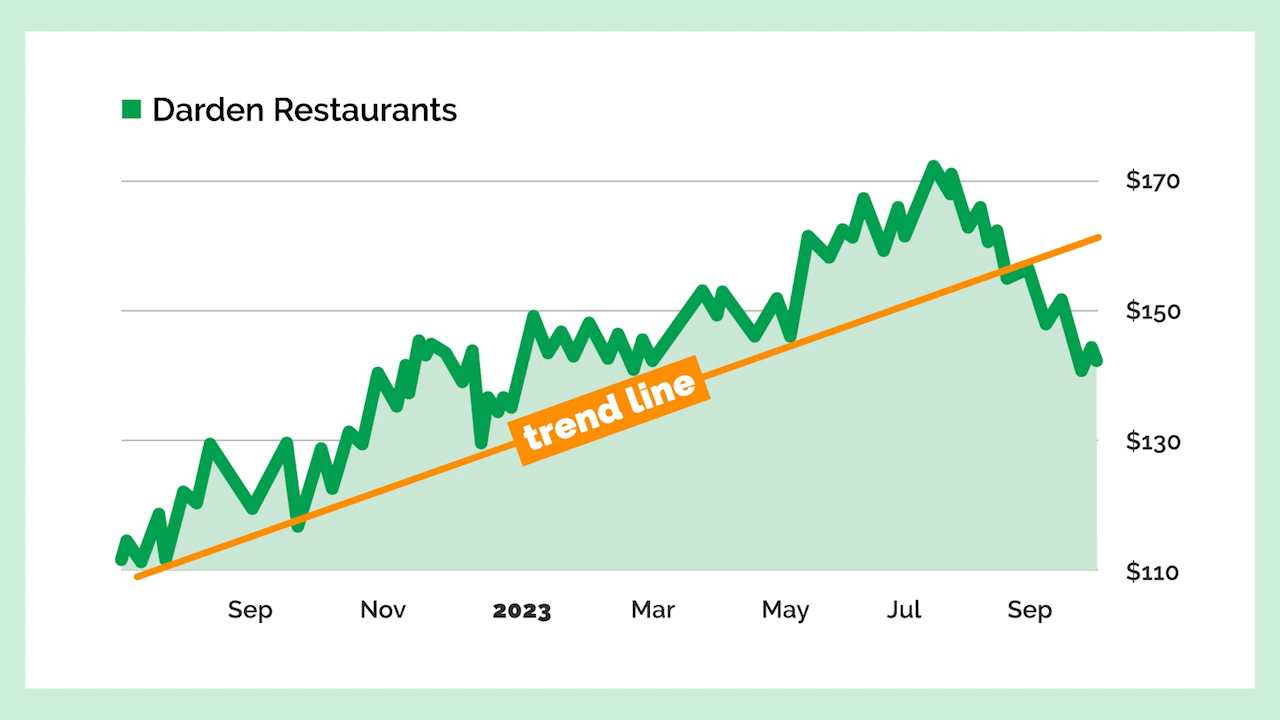 Darden Restaurants
$170
$150
trend line
$130
$110
Sep Nov 2023 Mar May Jul Sep